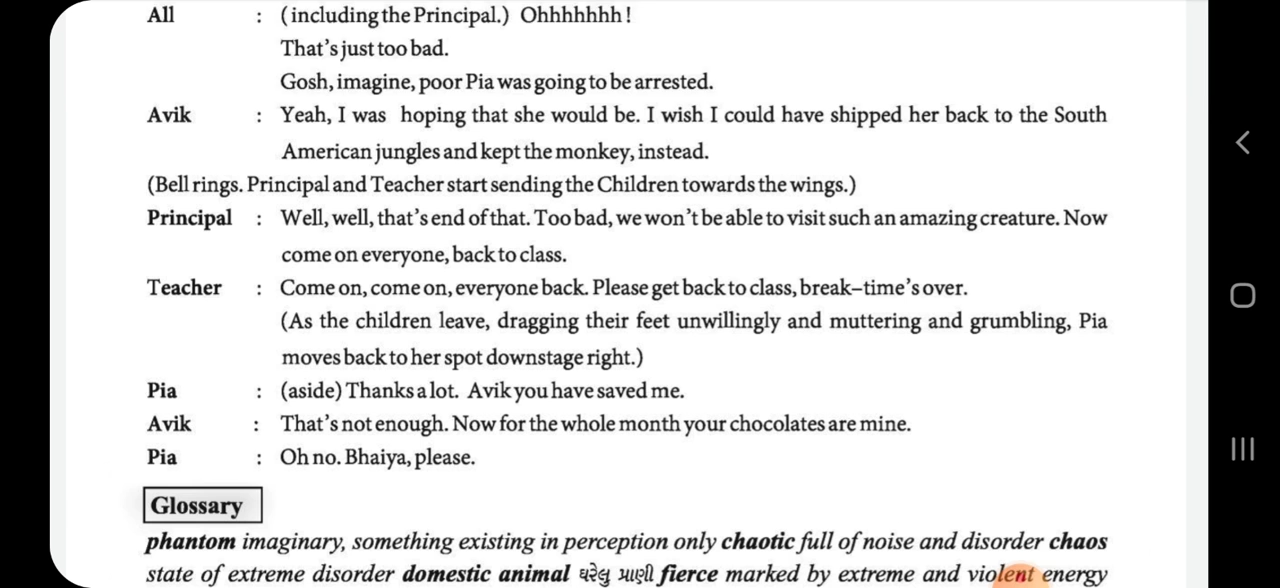 All : (including the Principal.) Ohhhhhhh !
That's just too bad.
Gosh, imagine, poor Pia was going to be arrested.
Avik : Yeah, I was hoping that she would be. I wish I could have shipped her back to the South
American jungles and kept the monkey, instead.
(Bell rings. Principal and Teacher start sending the Children towards the wings.)
Principal : Well, well, that's end of that. Too bad, we won't be able to visit such an amazing creature. Now
come on everyone, back to class.
Teacher : Come on, come on, everyone back. Please get back to class, break–time's over.
(As the children leave, dragging their feet unwillingly and muttering and grumbling, Pia
moves back to her spot downstage right.)
Pia : (aside) Thanks a lot. Avik you have saved me.
Avik : That's not enough. Now for the whole month your chocolates are mine.
Pia : Oh no. Bhaiya, please.
Glossary
phantom imaginary, something existing in perception only chaotic full of noise and disorder chaos
state of extreme disorder domestic animal ઘરેલુ પ્રાણી fierce marked by extreme and violent energy